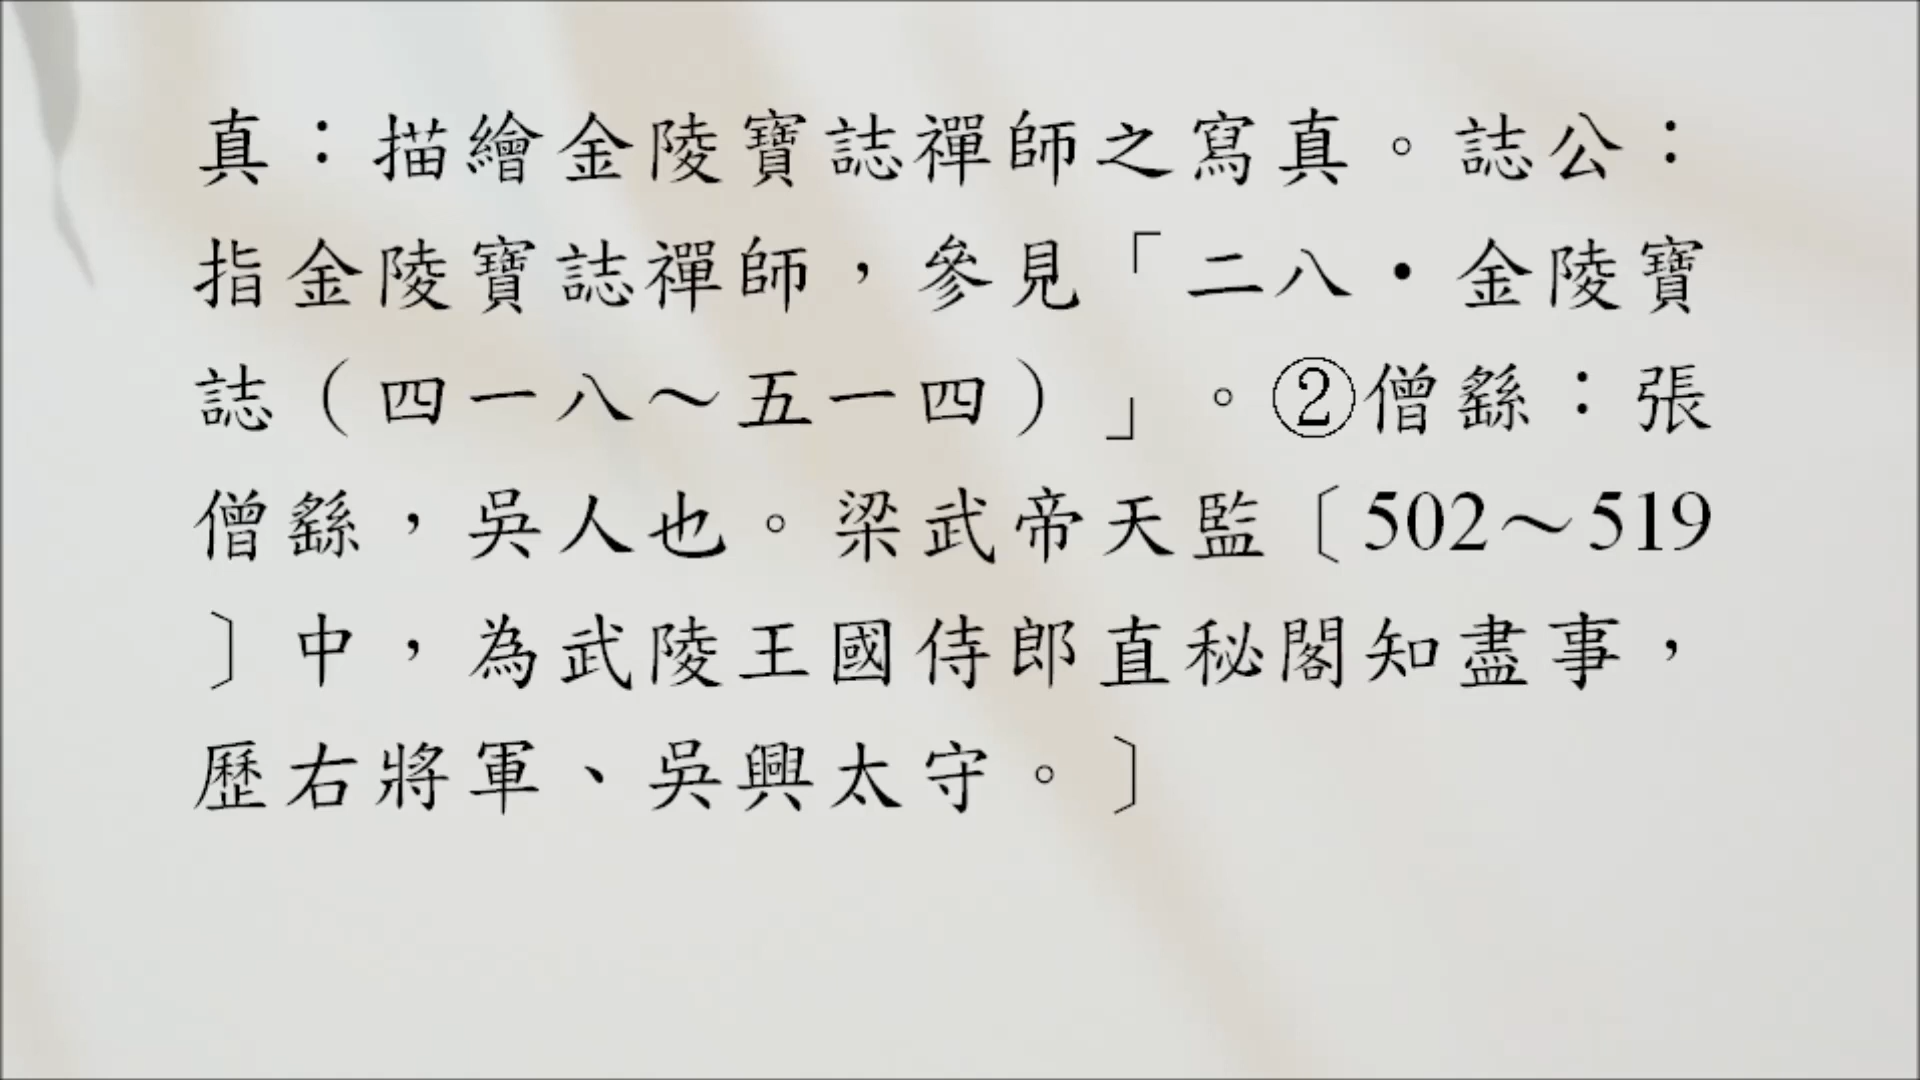 真：描繪金陵寶誌禪師之寫真。誌公：
指金陵寶誌禪師，參見「二八•金陵寶
誌（四一八～五一四）」。②僧繇：張
僧繇，吳人也。梁武帝天監〔502～519
〕中，為武陵王國侍郎直秘閣知盡事，
歷右將軍、吳興太守。〕